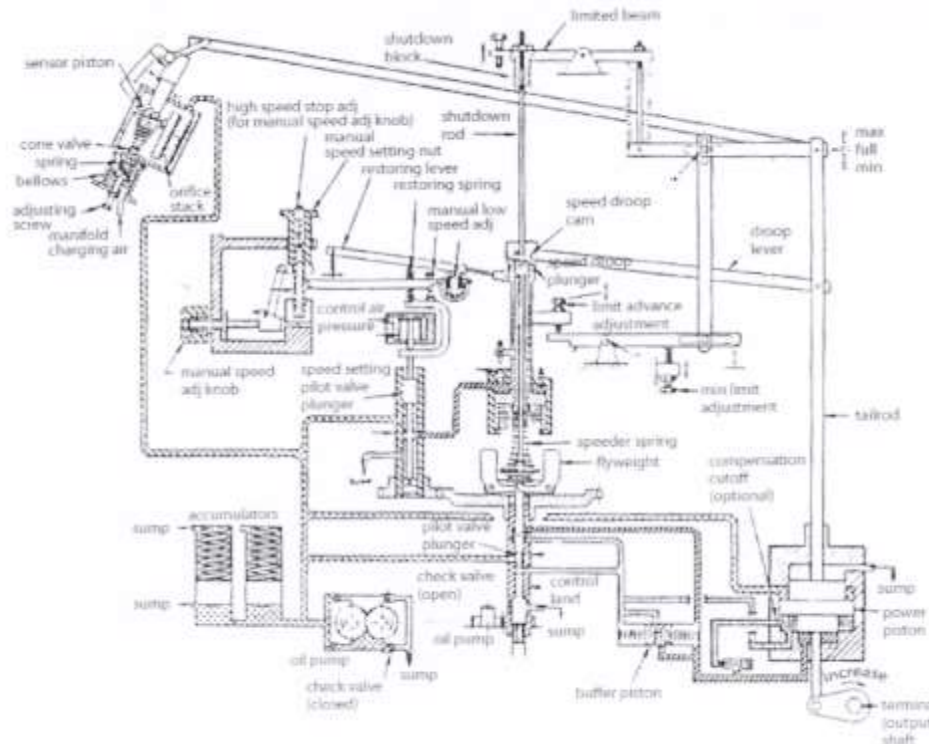 limited beam
shutdown
block
sensor piston
high speed stop adj
(for manual speed adj knob)
manual
speed setting nut
shutdown
rod
max
full
min
cone valve
spring
bellows
restoring lever
restoring spring
adjusting
screw
orifice
stack
manual low
speed adj
speed droop
cam
droop
lever
manifold
charging air
speed droop
plunger
limit advance
adjustment
control air
pressure
manual speed
adj knob
speed setting
pilot valve
plunger
min limit
adjustment
tailrod
speeder spring
flyweight
compensation
cutoff
(optional)
accumulators
sump
pilot valve
plunger
check valve
(open)
control
land
sump
sump
power
pioton
oil pump
sump
oil pump
sump
check valve
(closed)
buffer piston
increase
termina
(output
shaft